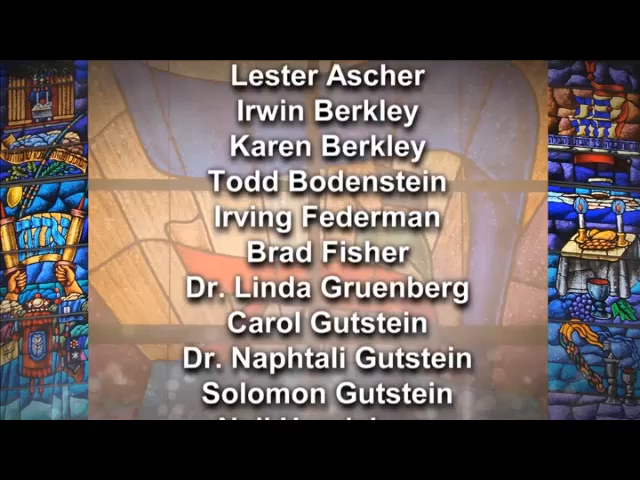 Lester Ascher
Irwin Berkley
Karen Berkley
Todd Bodenstein
Irving Federman
Brad Fisher
Dr. Linda Gruenberg
Carol Gutstein
Dr. Naphtali Gutstein
Solomon Gutstein